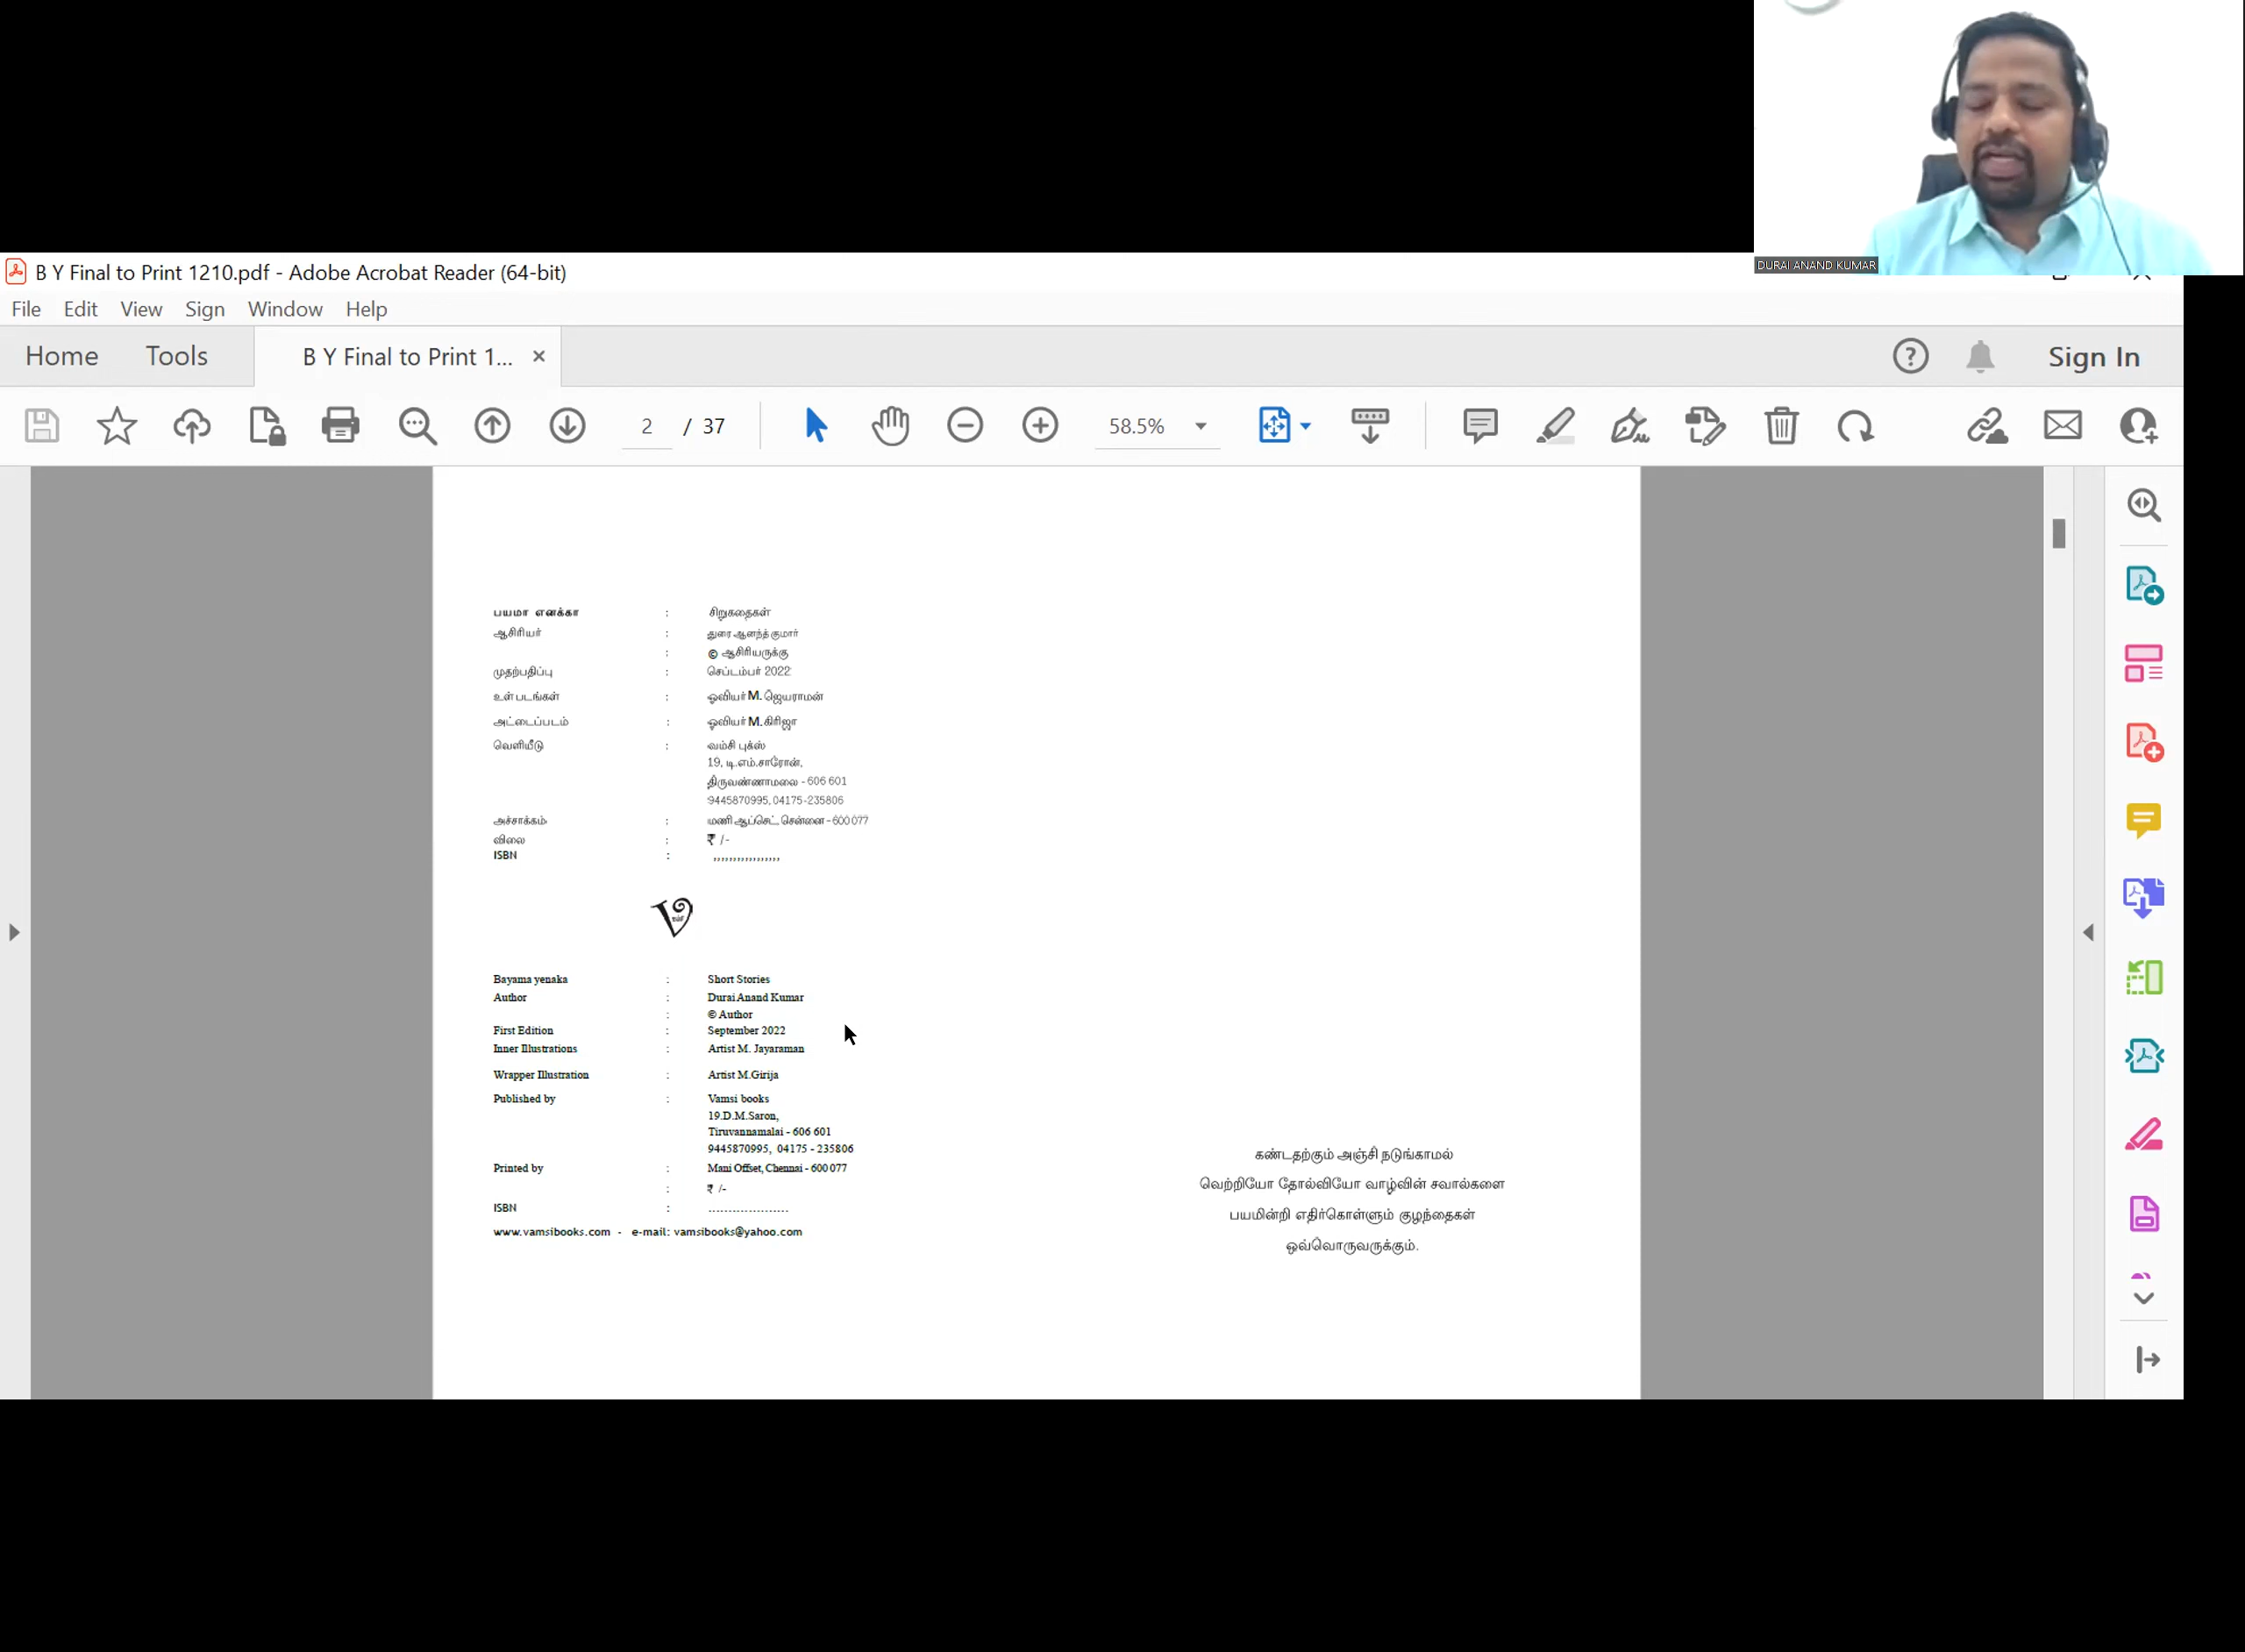 DURAI ANAND KUMAR
B Y Final to Print 1210.pdf - Adobe Acrobat Reader (64-bit)
File Edit View Sign Window Help
Home Tools B Y Final to Print 1... × Sign In
2 / 37 58.5%
பயமா எனக்கா : சிறுகதைகள்
ஆசிரியர் : துரை ஆனந்த் குமார்
: © ஆசிரியருக்கு
முதற்பதிப்பு : செப்டம்பர் 2022
உள் படங்கள் : ஓவியர் M. ஜெயராமன்
அட்டைப்படம் : ஓவியர் M.கிரிஜா
வெளியீடு : வம்சி புக்ஸ்
19, டி.எம்.சாரோன்,
திருவண்ணாமலை - 606 601
9445870995, 04175-235806
அச்சாக்கம் : மணி ஆப்செட், சென்னை - 600 077
விலை : ₹ /-
ISBN : ,,,,,,,,,,,,,,,,,
Bayama yenaka : Short Stories
Author : Durai Anand Kumar
: © Author
First Edition : September 2022
Inner Illustrations : Artist M. Jayaraman
Wrapper Illustration : Artist M.Girija
Published by : Vamsi books
19.D.M.Saron,
Tiruvannamalai - 606 601
9445870995, 04175 - 235806
Printed by : Mani Offset, Chennai - 600 077
: ₹ /-
ISBN : ....................
www.vamsibooks.com - e-mail: vamsibooks@yahoo.com
கண்டதற்கும் அஞ்சி நடுங்காமல்
வெற்றியோ தோல்வியோ வாழ்வின் சவால்களை
பயமின்றி எதிர்கொள்ளும் குழந்தைகள்
ஒவ்வொருவருக்கும்.